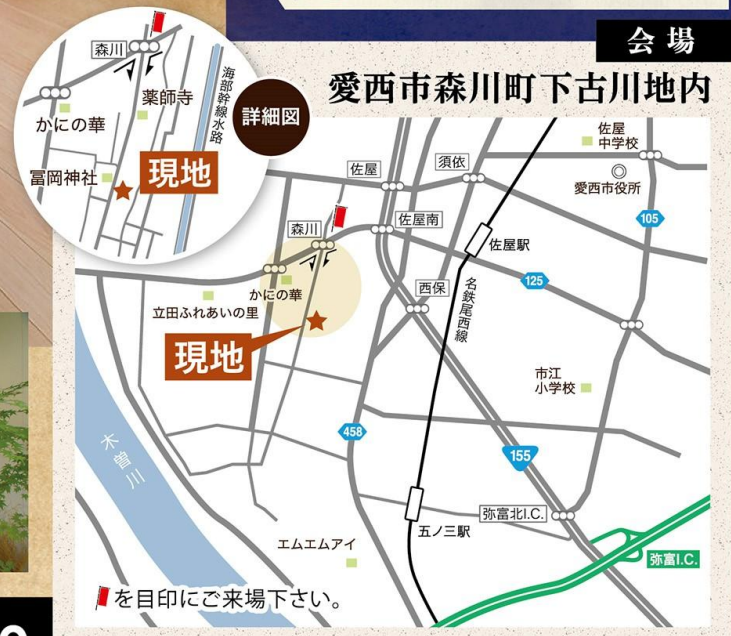 会場
愛西市森川町下古川地内
詳細図
森川
薬師寺
かにの華
海部幹線水路
冨岡神社
現地
佐屋
中学校
愛西市役所
佐屋
須依
105
森川
佐屋南
佐屋駅
125
西保
名鉄尾西線
かにの華
立田ふれあいの里
現地
市江
小学校
458
155
木曽川
弥富北I.C.
五ノ三駅
エムエムアイ
弥富I.C.
を目印にご来場下さい。